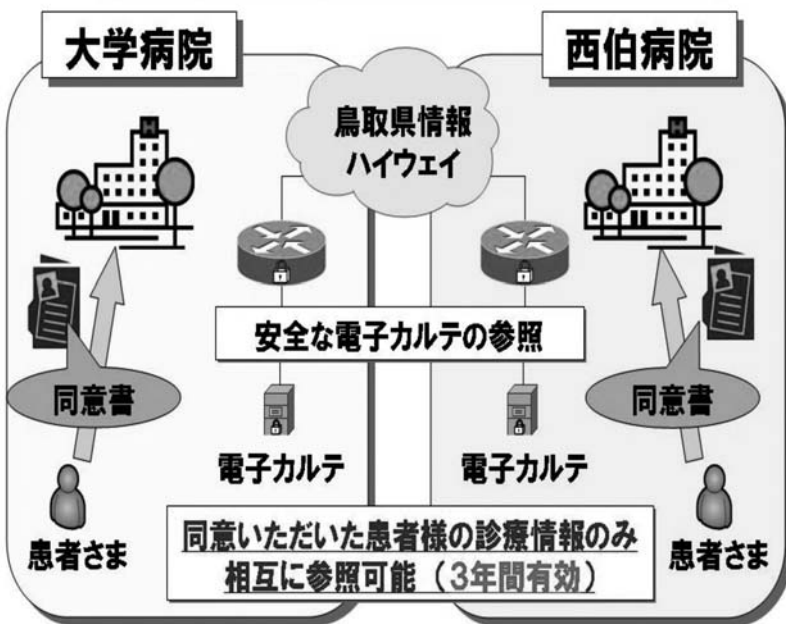 大学病院
西伯病院
鳥取県情報
ハイウェイ
H
H
安全な電子カルテの参照
同意書
同意書
電子カルテ
電子カルテ
患者さま
患者さま
同意いただいた患者様の診療情報のみ
相互に参照可能（3年間有効）